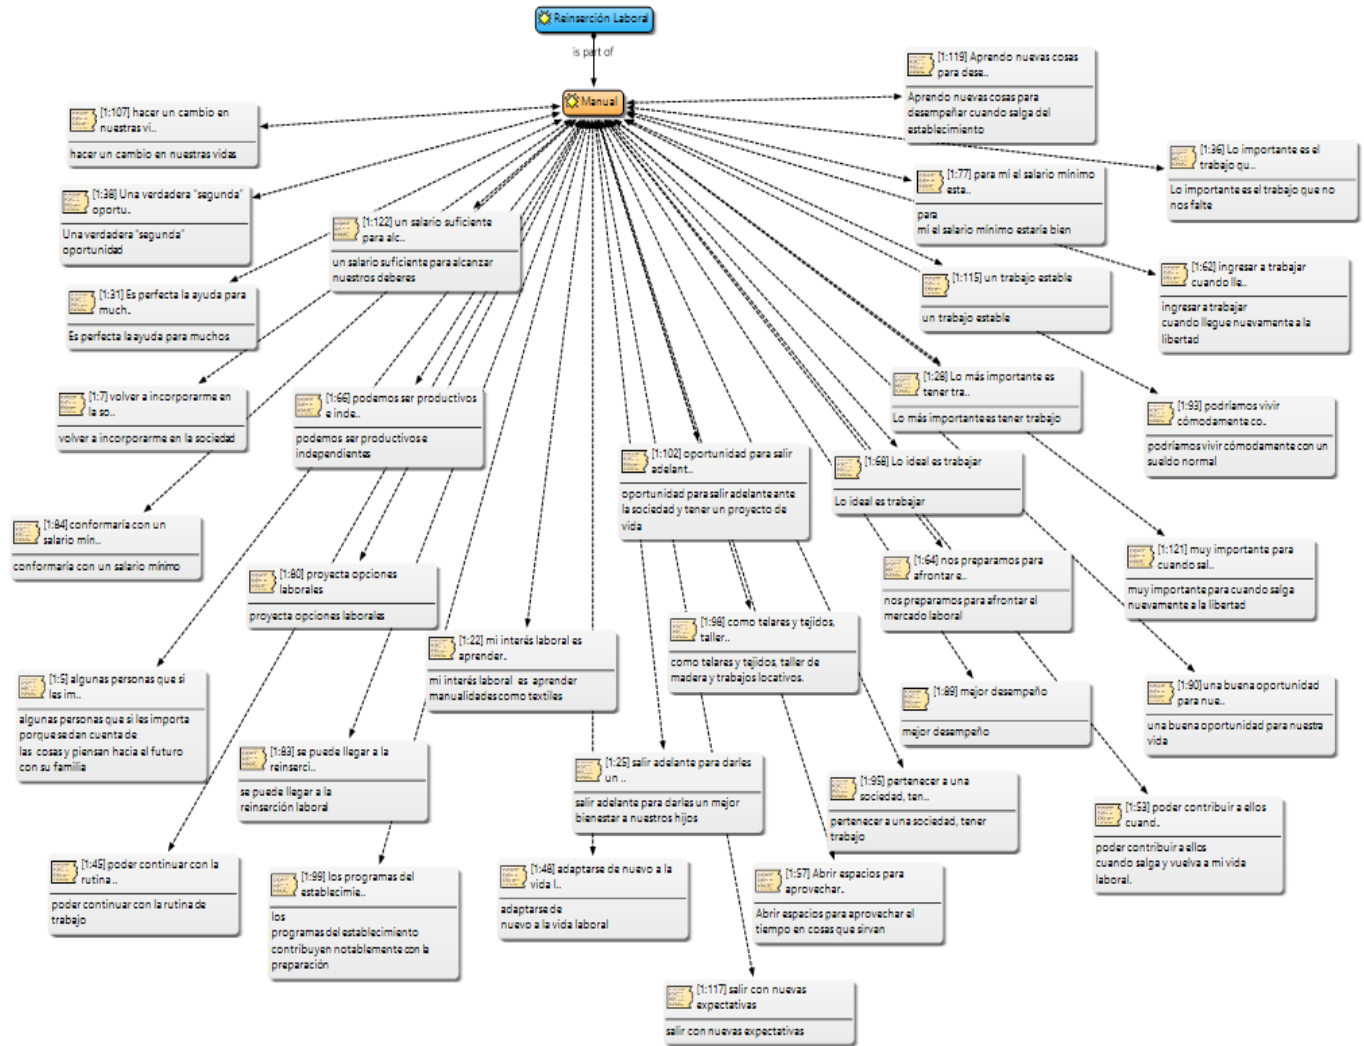 Reinserción Laboral
is part of
Manual
[1:119] Aprendo nuevas cosas
para dese..
Aprendo nuevas cosas para
desempeñar cuando salga del
establecimiento
[1:107] hacer un cambio en
nuestras vi..
hacer un cambio en nuestras vidas
[1:36] Lo importante es el
trabajo qu..
Lo importante es el trabajo que no
nos falte
[1:77] para mí el salario mínimo
esta..
para
mí el salario mínimo estaría bien
[1:38] Una verdadera "segunda"
oportu..
Una verdadera "segunda"
oportunidad
[1:122] un salario suficiente
para alc..
un salario suficiente para alcanzar
nuestros deberes
[1:62] ingresar a trabajar
cuando lle..
ingresar a trabajar
cuando llegue nuevamente a la
libertad
[1:115] un trabajo estable
un trabajo estable
[1:31] Es perfecta la ayuda para
much..
Es perfecta la ayuda para muchos
[1:28] Lo más importante es
tener tra..
Lo más importante es tener trabajo
[1:7] volver a incorporarme en
la so..
volver a incorporarme en la sociedad
[1:66] podemos ser productivos
e inde..
podemos ser productivos e
independientes
[1:93] podríamos vivir
cómodamente co..
podríamos vivir cómodamente con un
sueldo normal
[1:102] oportunidad para salir
adelant..
oportunidad para salir adelante ante
la sociedad y tener un proyecto de
vida
[1:68] Lo ideal es trabajar
Lo ideal es trabajar
[1:84] conformaría con un
salario mín..
conformaría con un salario mínimo
[1:80] proyecta opciones
laborales
proyecta opciones laborales
[1:64] nos preparamos para
afrontar e..
nos preparamos para afrontar el
mercado laboral
[1:121] muy importante para
cuando sal..
muy importante para cuando salga
nuevamente a la libertad
[1:22] mi interés laboral es
aprender..
mi interés laboral es aprender
manualidades como textiles
[1:98] como telares y tejidos,
taller..
como telares y tejidos, taller de
madera y trabajos locativos.
[1:5] algunas personas que si
les im..
algunas personas que si les importa
porque se dan cuenta de
las cosas y piensan hacia el futuro
con su familia
[1:89] mejor desempeño
mejor desempeño
[1:90] una buena oportunidad
para nue..
una buena oportunidad para nuestra
vida
[1:83] se puede llegar a la
reinserci..
se puede llegar a la
reinserción laboral
[1:25] salir adelante para darles
un ..
salir adelante para darles un mejor
bienestar a nuestros hijos
[1:95] pertenecer a una
sociedad, ten..
pertenecer a una sociedad, tener
trabajo
[1:53] poder contribuir a ellos
cuand..
poder contribuir a ellos
cuando salga y vuelva a mi vida
laboral.
[1:45] poder continuar con la
rutina ..
poder continuar con la rutina de
trabajo
[1:99] los programas del
establecimie..
los
programas del establecimiento
contribuyen notablemente con la
preparación
[1:48] adaptarse de nuevo a la
vida l..
adaptarse de
nuevo a la vida laboral
[1:57] Abrir espacios para
aprovechar..
Abrir espacios para aprovechar el
tiempo en cosas que sirvan
[1:117] salir con nuevas
expectativas
salir con nuevas expectativas